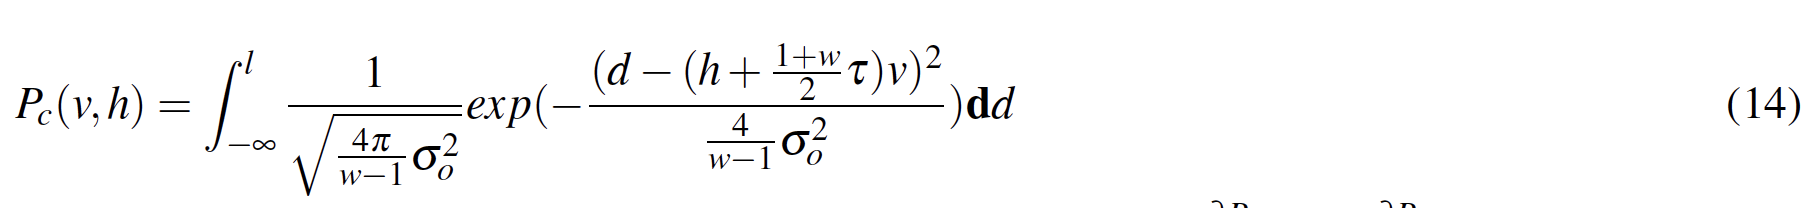 P_c(v,h) = \int_{-\infty}^{l} \frac{1}{\sqrt{\frac{4\pi}{w-1}\sigma_o^2}} exp(-\frac{(d-(h+\frac{1+w}{2}\tau)v)^2}{\frac{4}{w-1}\sigma_o^2})\mathbf{d}d (14)